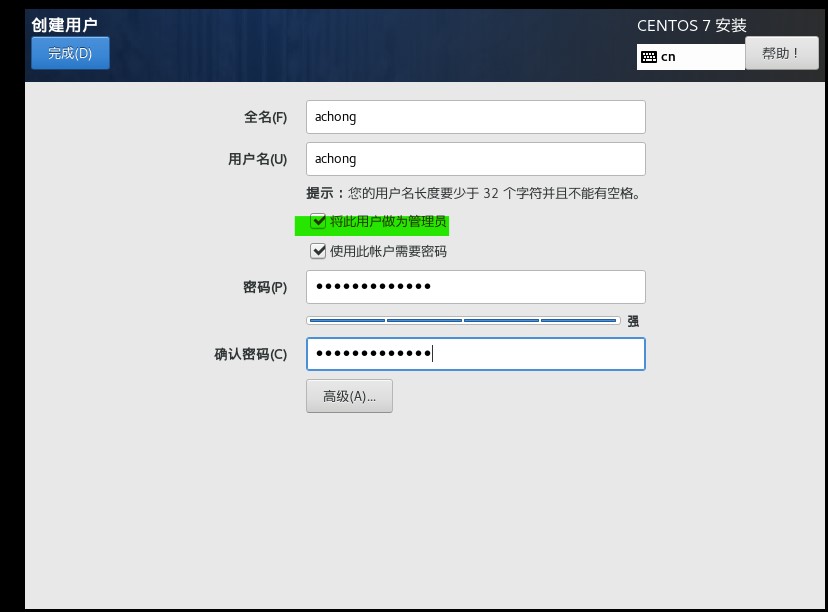 创建用户
CENTOS 7 安装
完成(D)
cn
帮助！
全名(F)
achong
用户名(U)
achong
提示：您的用户名长度要少于 32 个字符并且不能有空格。
将此用户做为管理员
使用此帐户需要密码
密码(P)
●●●●●●●●●●●●●
强
确认密码(C)
●●●●●●●●●●●●●
高级(A)...